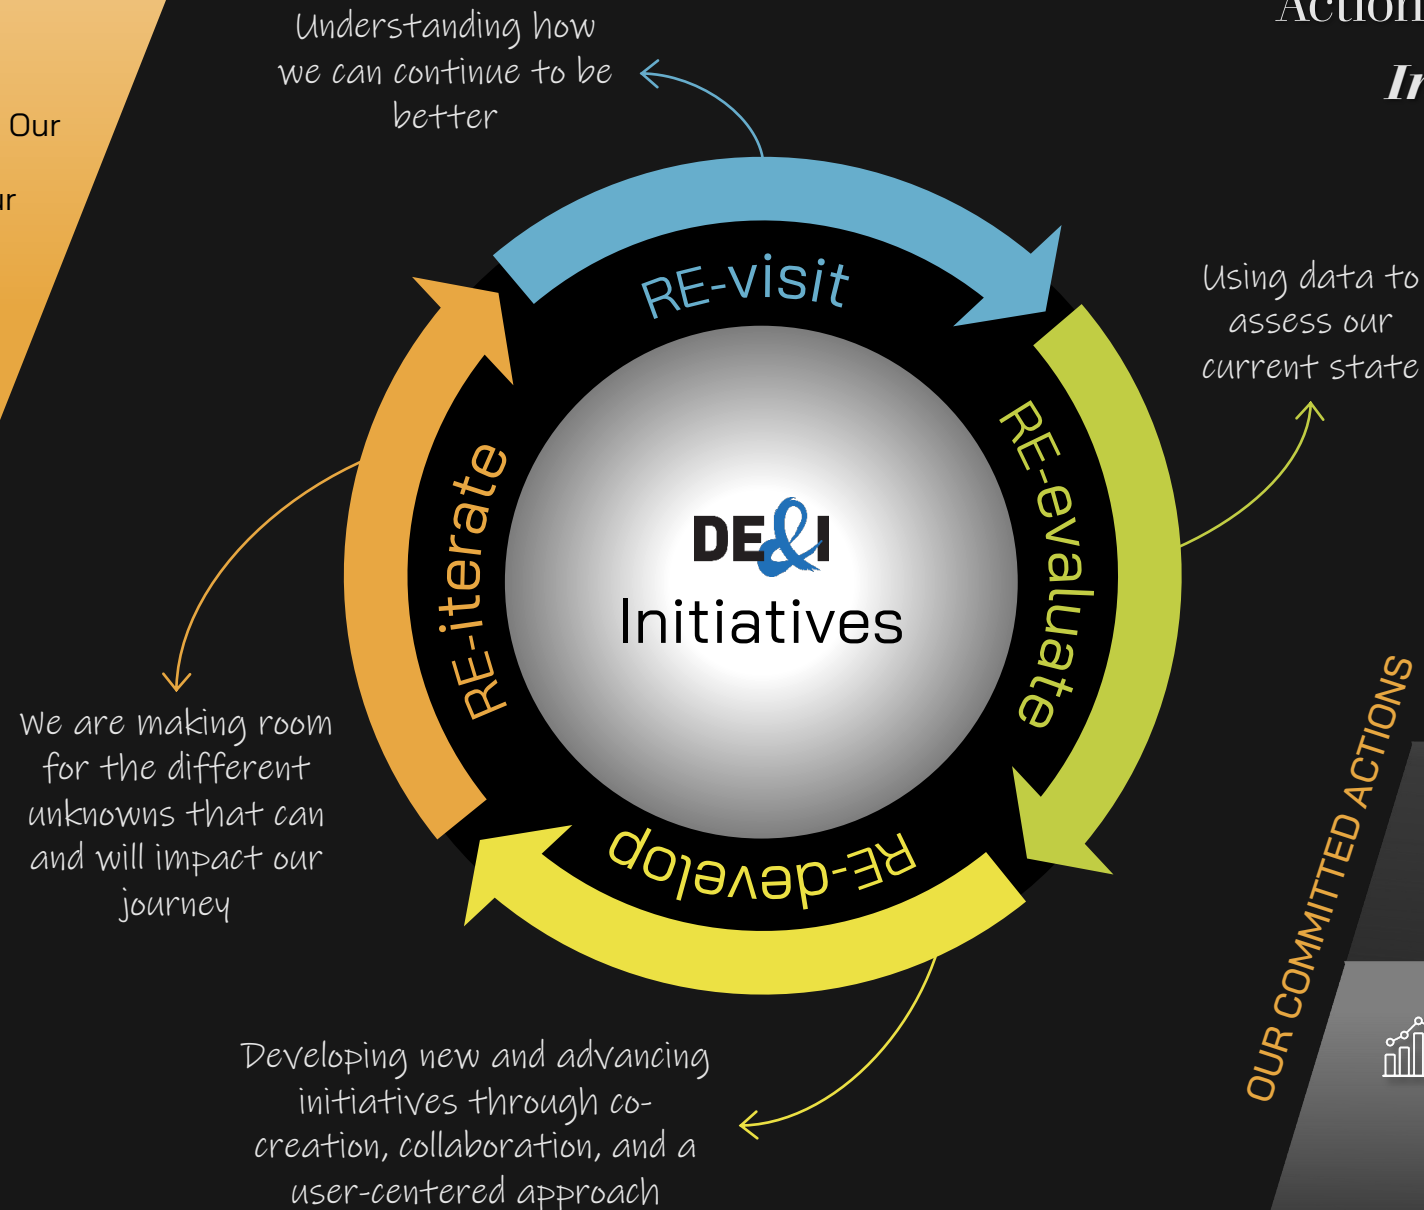 Understanding how
we can continue to be
better
Action
Our
RE-visit
Using data to
assess our
current state
RE-evaluate
RE-iterate
DE&I
Initiatives
We are making room
for the different
unknowns that can
and will impact our
journey
RE-develop
OUR COMMITTED ACTIONS
Developing new and advancing
initiatives through co-
creation, collaboration, and a
user-centered approach